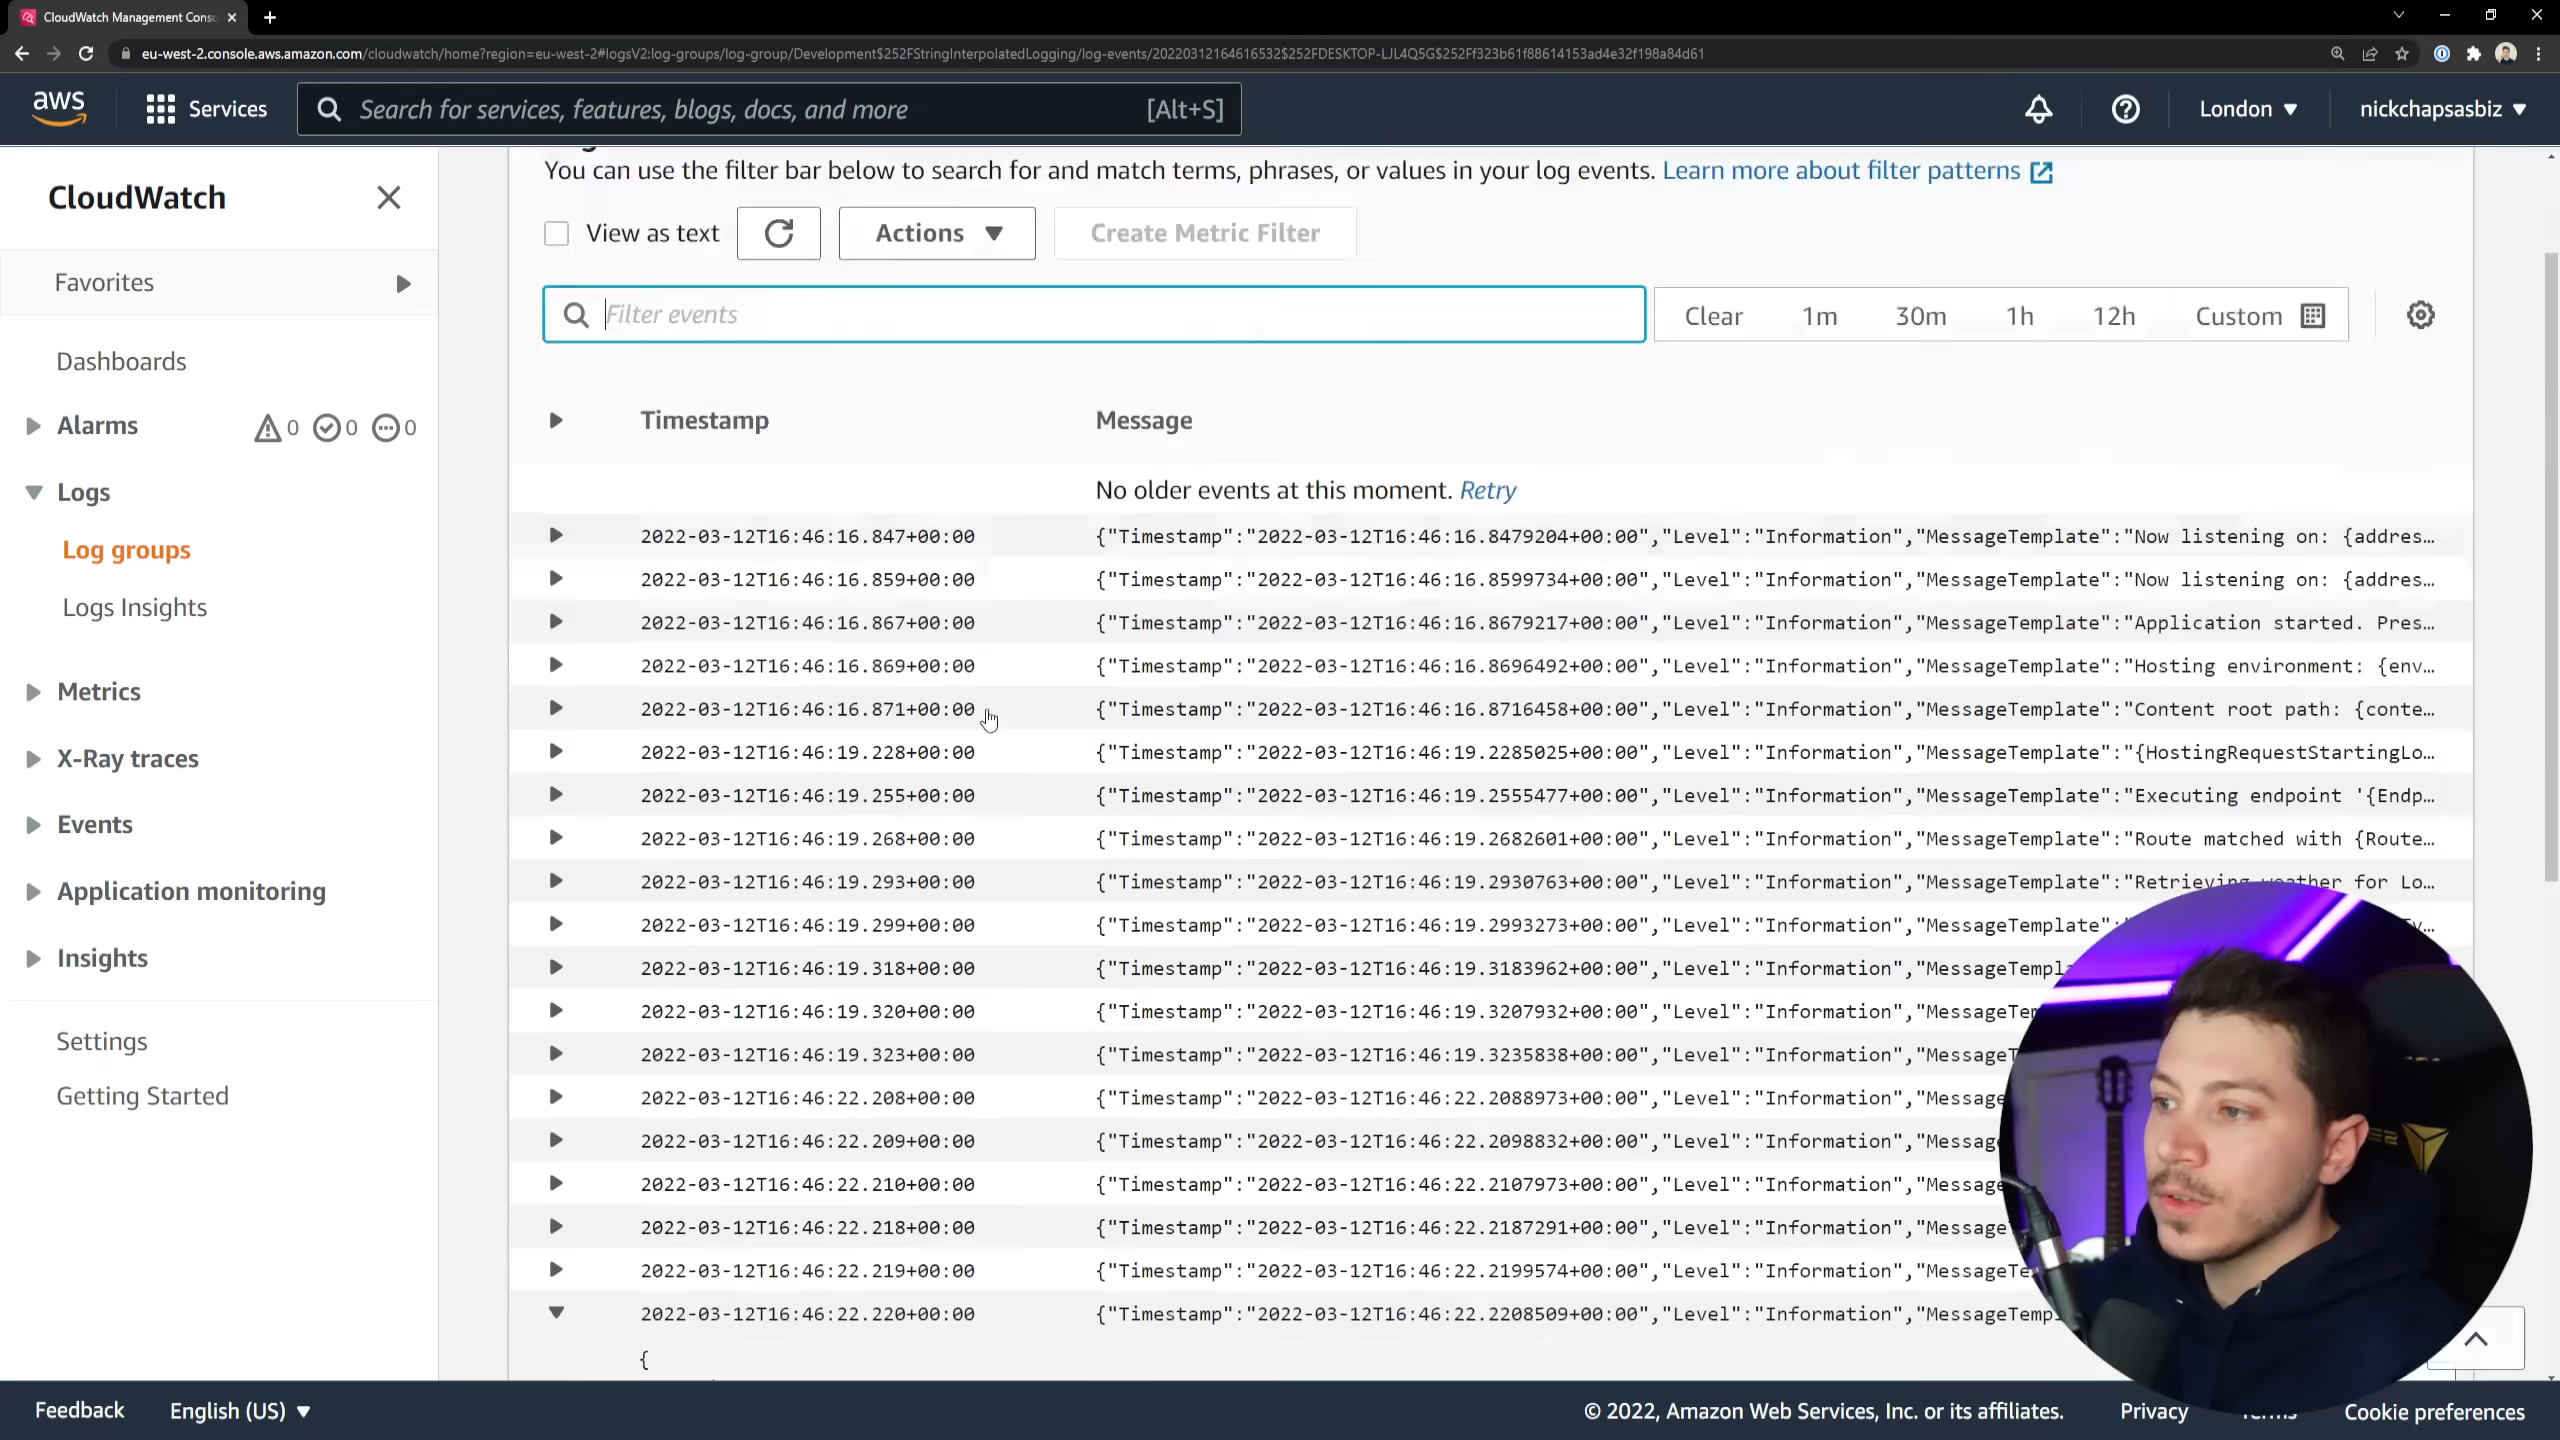 CloudWatch Management Conso
eu-west-2.console.aws.amazon.com/cloudwatch/home?region=eu-west-2#logsV2:log-groups/log-group/Development$252FStringInterpolatedLogging/log-events/20220312164616532$252FDESKTOP-LJL4Q5G$252Ff323b61f88614153ad4e32f198a84d61
aws Services Search for services, features, blogs, docs, and more [Alt+S] London nickchapsasbiz
CloudWatch
Favorites
Dashboards
Alarms 0 0 0
Logs
Log groups
Logs Insights
Metrics
X-Ray traces
Events
Application monitoring
Insights
Settings
Getting Started
You can use the filter bar below to search for and match terms, phrases, or values in your log events. Learn more about filter patterns
View as text Actions Create Metric Filter
Filter events Clear 1m 30m 1h 12h Custom
Timestamp Message
No older events at this moment. Retry
2022-03-12T16:46:16.847+00:00 {"Timestamp":"2022-03-12T16:46:16.8479204+00:00","Level":"Information","MessageTemplate":"Now listening on: {addres…
2022-03-12T16:46:16.859+00:00 {"Timestamp":"2022-03-12T16:46:16.8599734+00:00","Level":"Information","MessageTemplate":"Now listening on: {addres…
2022-03-12T16:46:16.867+00:00 {"Timestamp":"2022-03-12T16:46:16.8679217+00:00","Level":"Information","MessageTemplate":"Application started. Pres…
2022-03-12T16:46:16.869+00:00 {"Timestamp":"2022-03-12T16:46:16.8696492+00:00","Level":"Information","MessageTemplate":"Hosting environment: {env…
2022-03-12T16:46:16.871+00:00 {"Timestamp":"2022-03-12T16:46:16.8716458+00:00","Level":"Information","MessageTemplate":"Content root path: {conte…
2022-03-12T16:46:19.228+00:00 {"Timestamp":"2022-03-12T16:46:19.2285025+00:00","Level":"Information","MessageTemplate":"{HostingRequestStartingLo…
2022-03-12T16:46:19.255+00:00 {"Timestamp":"2022-03-12T16:46:19.2555477+00:00","Level":"Information","MessageTemplate":"Executing endpoint '{Endp…
2022-03-12T16:46:19.268+00:00 {"Timestamp":"2022-03-12T16:46:19.2682601+00:00","Level":"Information","MessageTemplate":"Route matched with {Route…
2022-03-12T16:46:19.293+00:00 {"Timestamp":"2022-03-12T16:46:19.2930763+00:00","Level":"Information","MessageTemplate":"Retrieving weather for Lo…
2022-03-12T16:46:19.299+00:00 {"Timestamp":"2022-03-12T16:46:19.2993273+00:00","Level":"Information","MessageTemplate":
2022-03-12T16:46:19.318+00:00 {"Timestamp":"2022-03-12T16:46:19.3183962+00:00","Level":"Information","MessageTempl
2022-03-12T16:46:19.320+00:00 {"Timestamp":"2022-03-12T16:46:19.3207932+00:00","Level":"Information","MessageTe
2022-03-12T16:46:19.323+00:00 {"Timestamp":"2022-03-12T16:46:19.3235838+00:00","Level":"Information","Message
2022-03-12T16:46:22.208+00:00 {"Timestamp":"2022-03-12T16:46:22.2088973+00:00","Level":"Information","Message
2022-03-12T16:46:22.209+00:00 {"Timestamp":"2022-03-12T16:46:22.2098832+00:00","Level":"Information","Messag
2022-03-12T16:46:22.210+00:00 {"Timestamp":"2022-03-12T16:46:22.2107973+00:00","Level":"Information","Messag
2022-03-12T16:46:22.218+00:00 {"Timestamp":"2022-03-12T16:46:22.2187291+00:00","Level":"Information","Message
2022-03-12T16:46:22.219+00:00 {"Timestamp":"2022-03-12T16:46:22.2199574+00:00","Level":"Information","MessageTe
2022-03-12T16:46:22.220+00:00 {"Timestamp":"2022-03-12T16:46:22.2208509+00:00","Level":"Information","MessageTemp
{
Feedback English (US) © 2022, Amazon Web Services, Inc. or its affiliates. Privacy Terms Cookie preferences